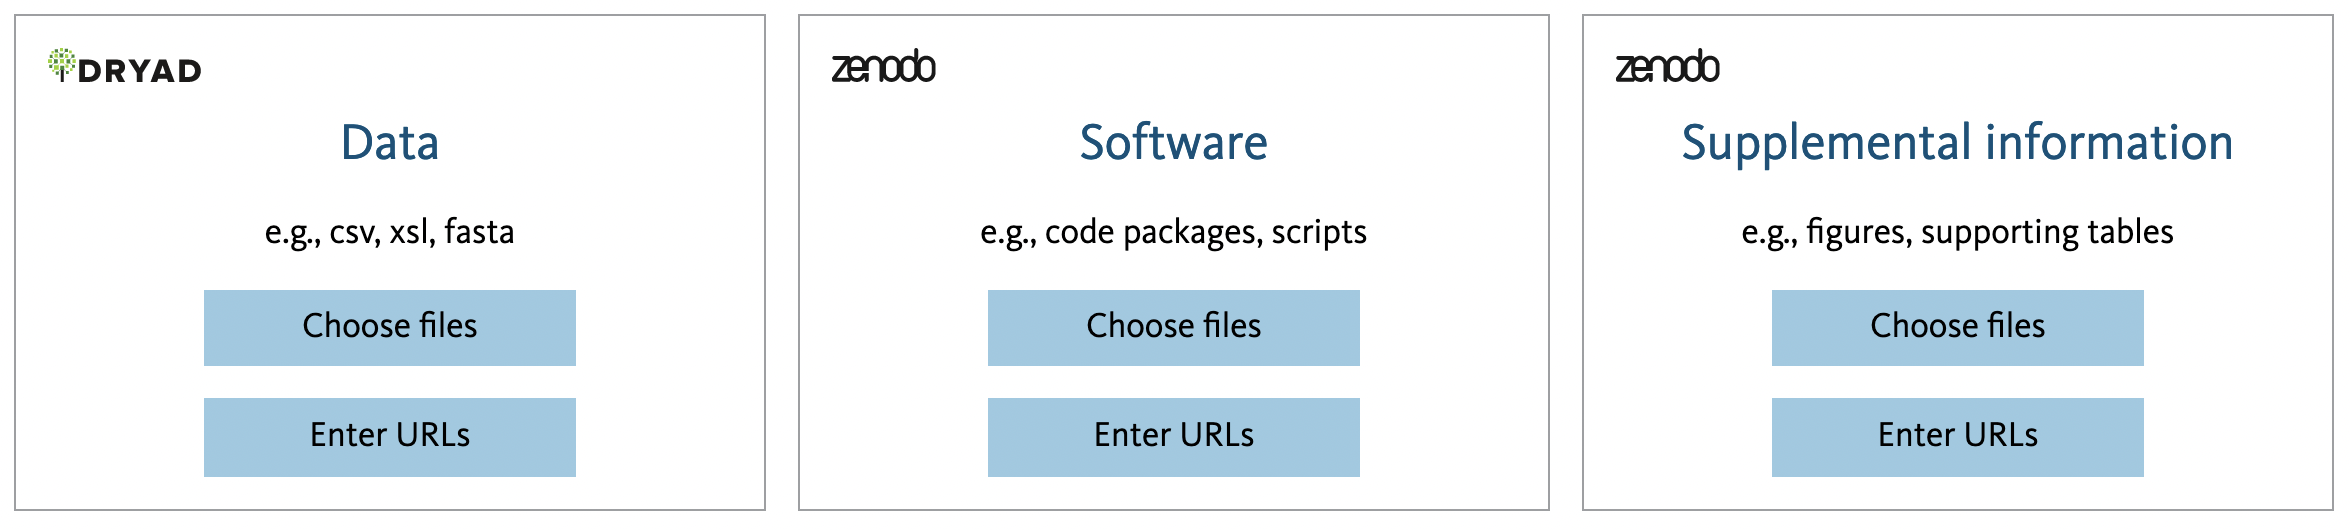 DRYAD
Data
e.g., csv, xsl, fasta
Choose files
Enter URLs
zenodo
Software
e.g., code packages, scripts
Choose files
Enter URLs
zenodo
Supplemental information
e.g., figures, supporting tables
Choose files
Enter URLs